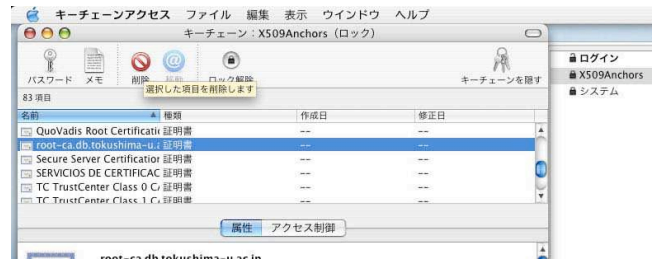 キーチェーンアクセス ファイル 編集 表示 ウインドウ ヘルプ
キーチェーン：X509Anchors（ロック）
パスワード メモ 削除 ロック解除 キーチェーンを隠す
選択した項目を削除します
83 項目
名前 種類 作成日 修正日
QuoVadis Root Certificatio 証明書 -- --
root-ca.db.tokushima-u.a 証明書 -- --
Secure Server Certification 証明書 -- --
SERVICIOS DE CERTIFICAC 証明書 -- --
TC TrustCenter Class 0 CA 証明書 -- --
TC TrustCenter Class 1 CA 証明書 -- --
属性 アクセス制御
root-ca.db.tokushima-u.ac.jp
ログイン
X509Anchors
システム